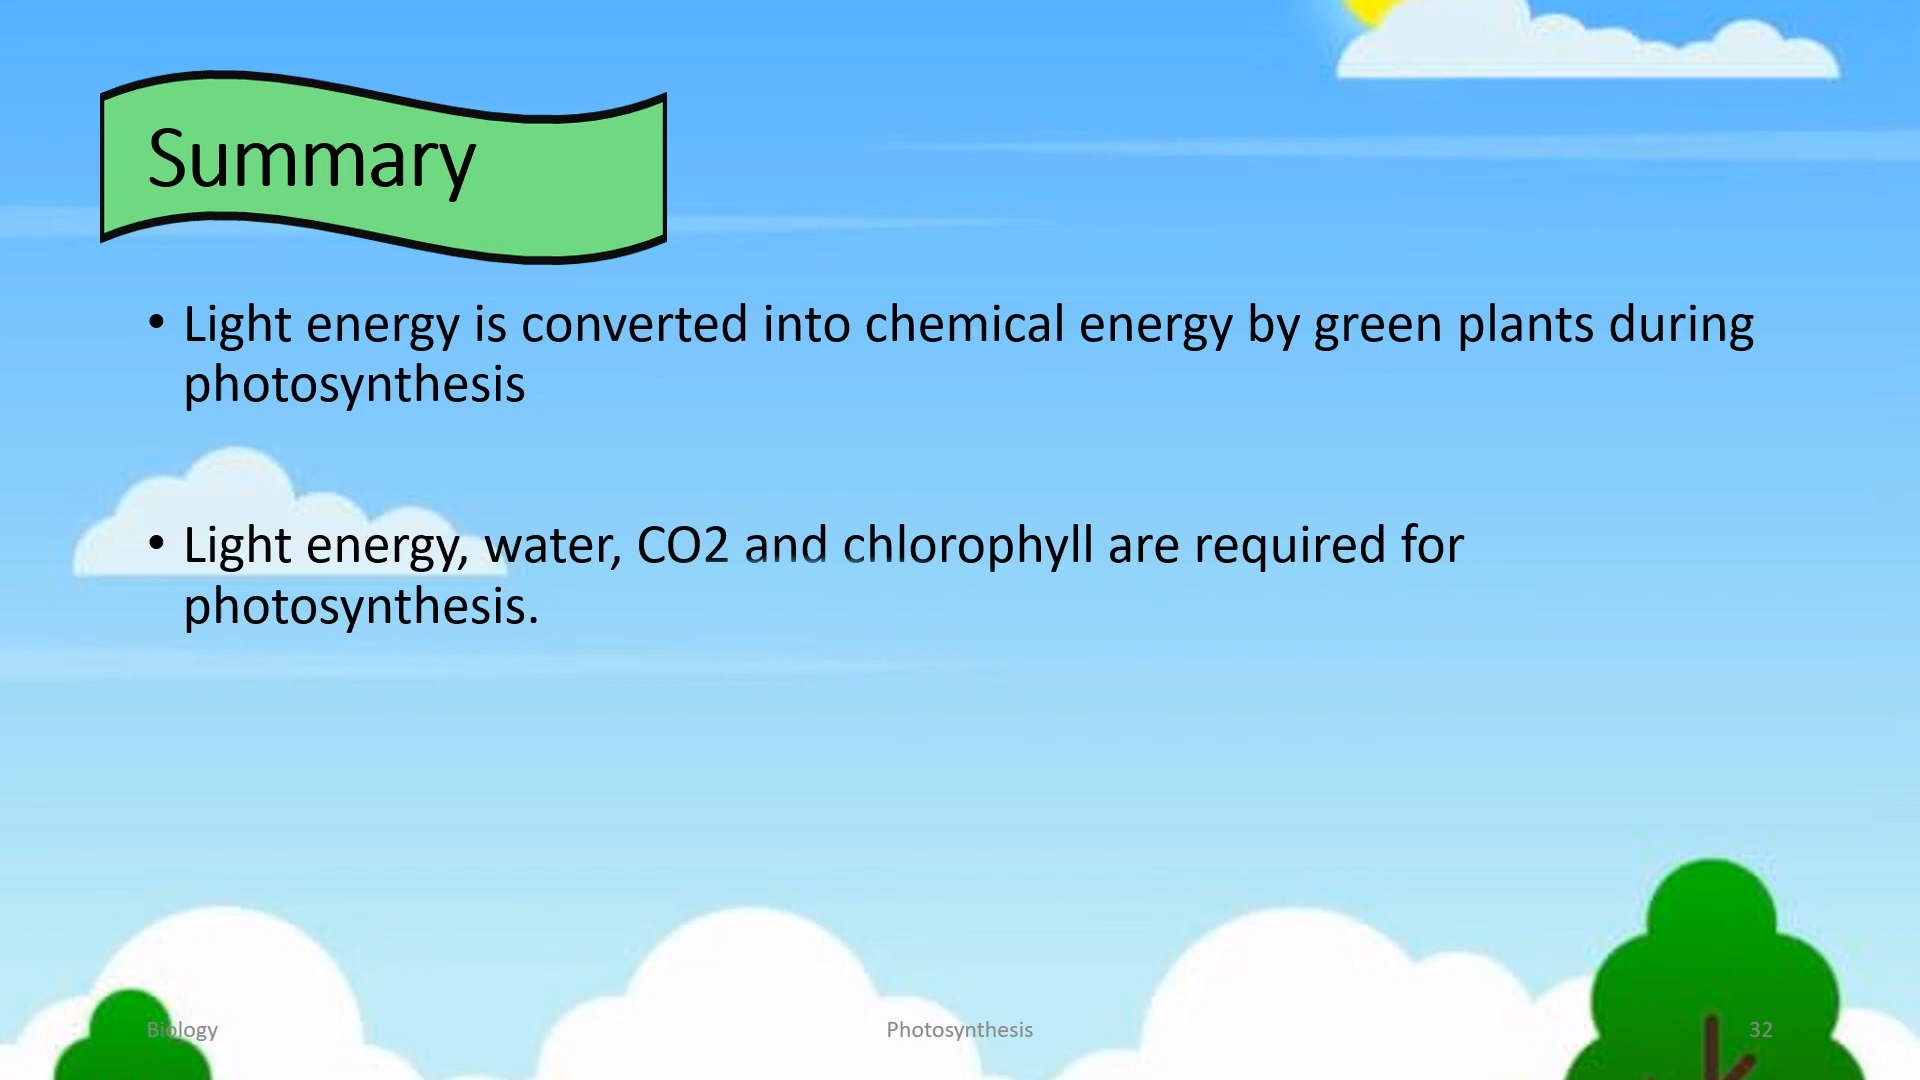 Summary
• Light energy is converted into chemical energy by green plants during
photosynthesis
• Light energy, water, CO2 and chlorophyll are required for
photosynthesis.
Biology
Photosynthesis
32